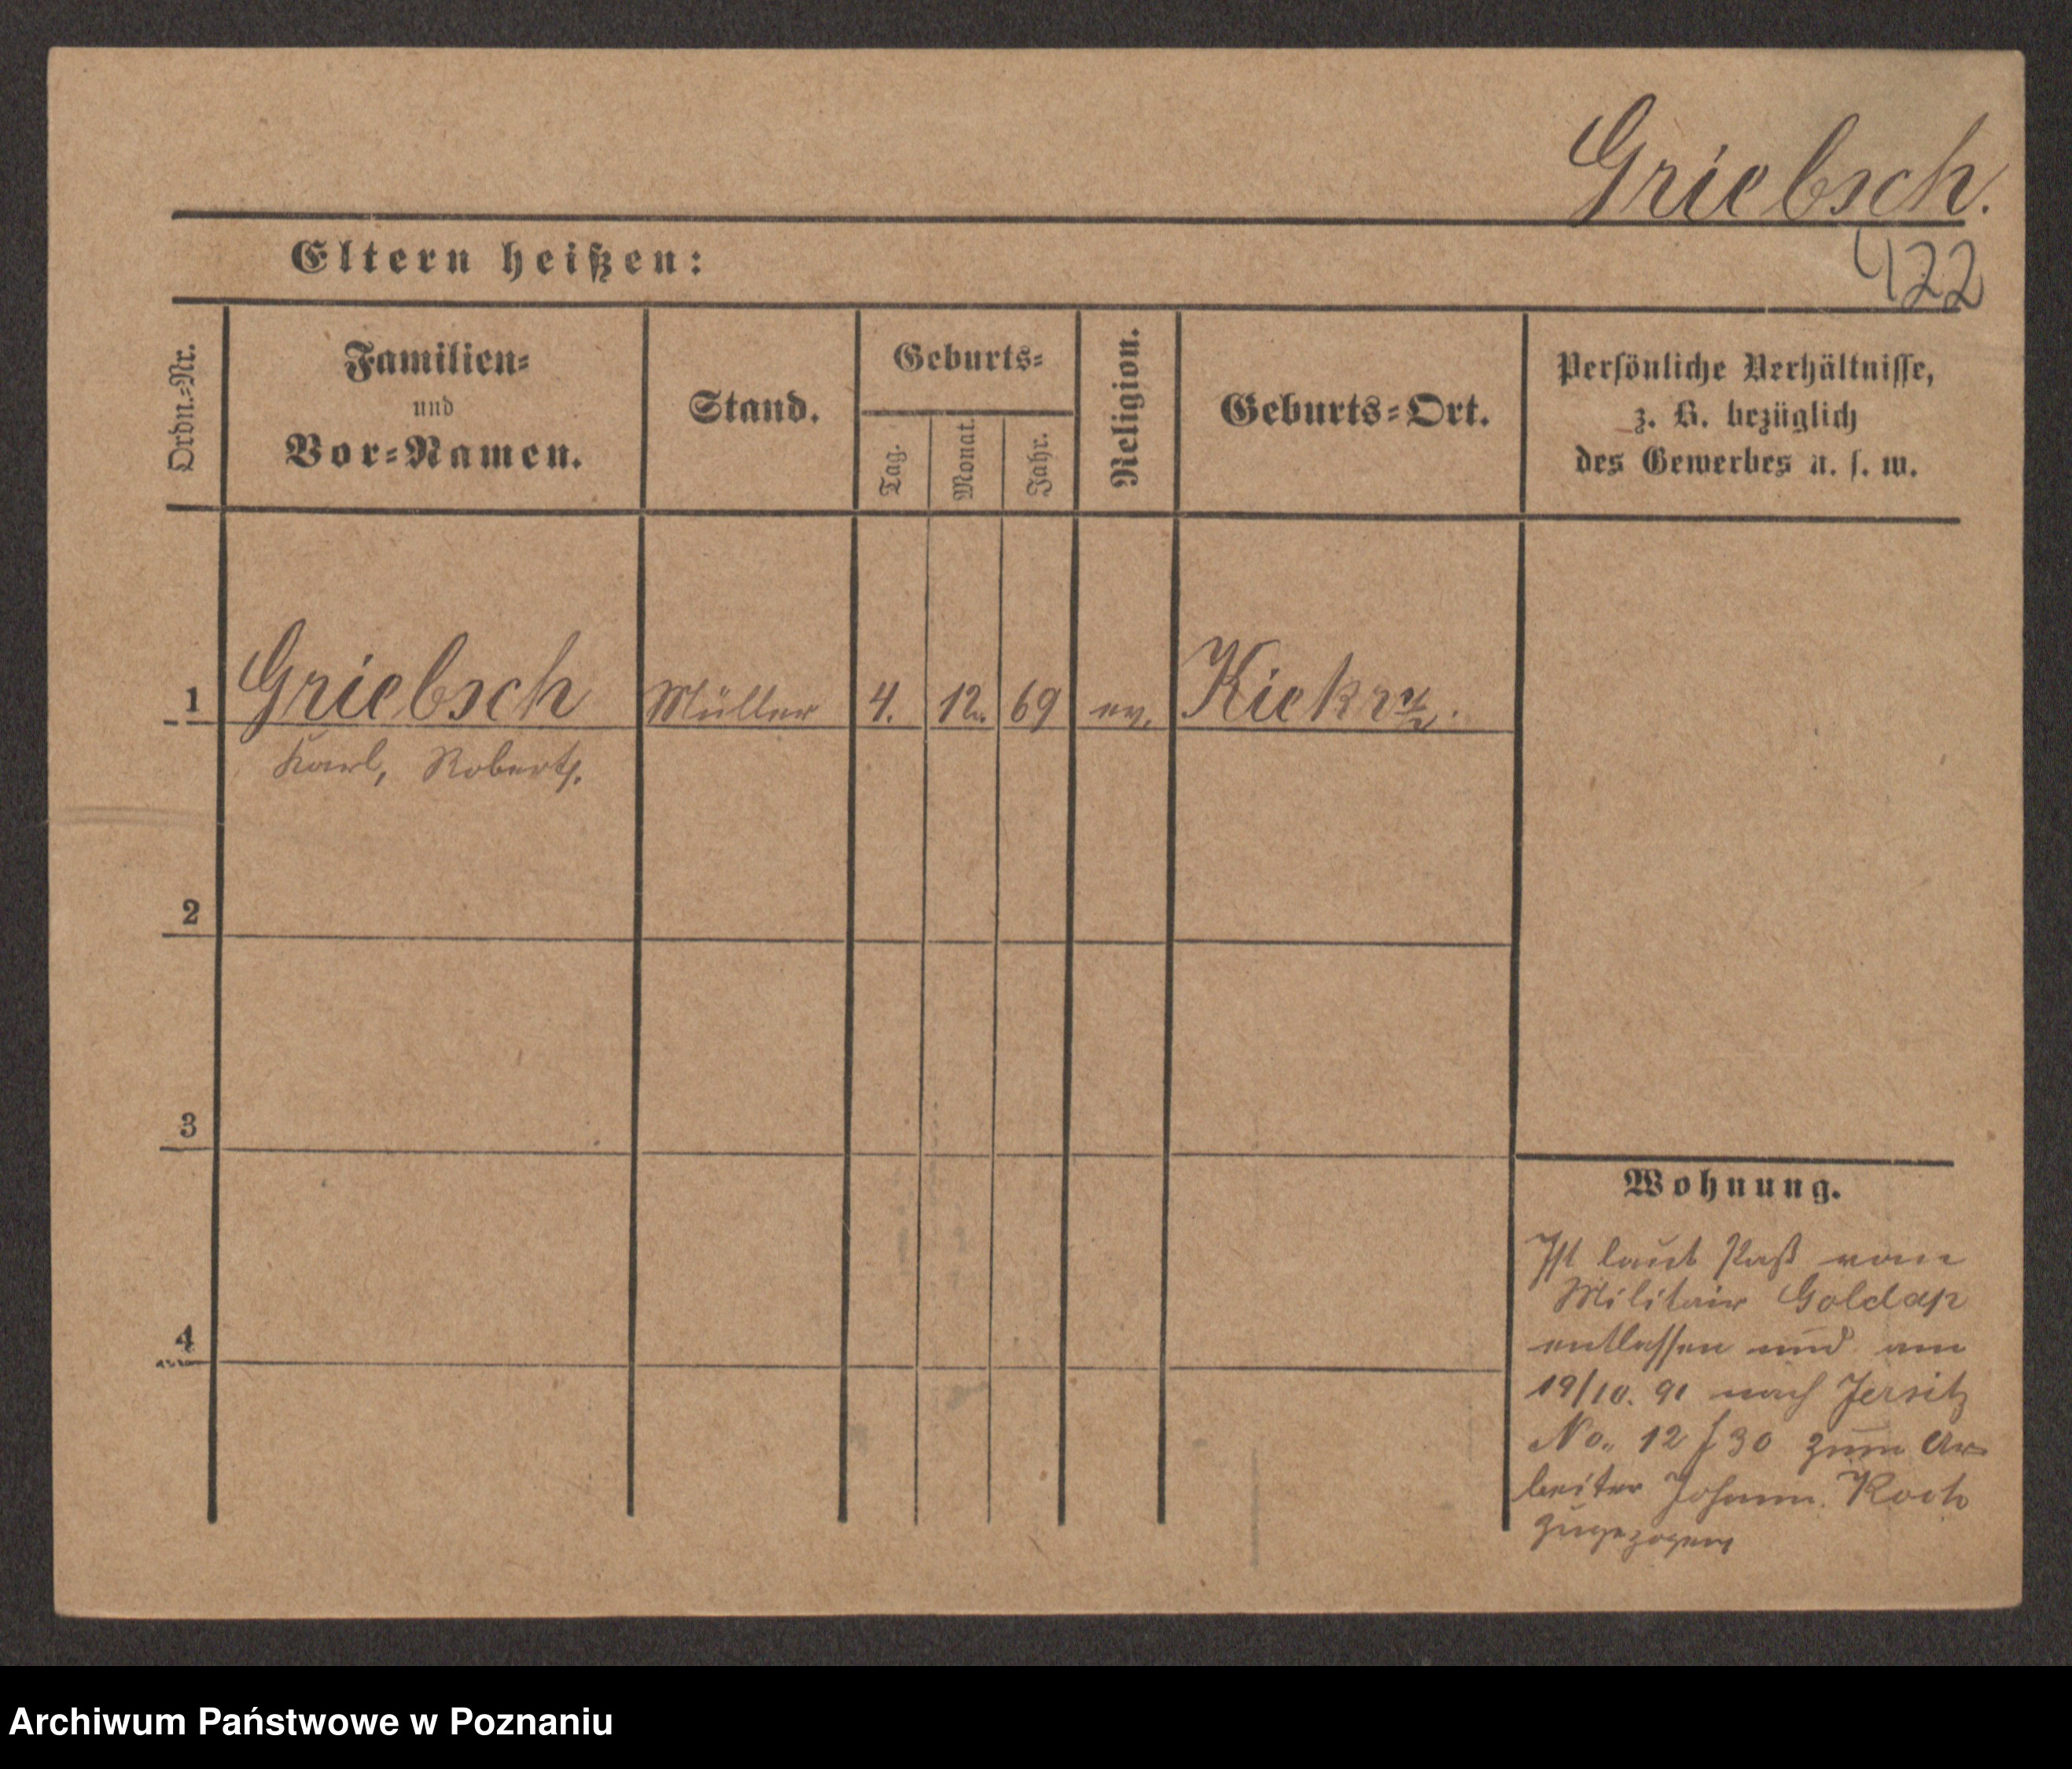 Griebsch.
Eltern heißen:
422
Ordn.-Nr.
Familien-
und
Vor-Namen.
Stand.
Geburts-
Tag.
Monat.
Jahr.
Religion.
Geburts-Ort.
Persönliche Verhältnisse,
z. B. bezüglich
des Gewerbes u. s. w.
1 Griebsch Müller 4. 12. 69 ev. Kiekrz.
Karl, Robert.
2
3
4
Wohnung.
Ist laut Paß vom
Militair Goldap
entlassen und am
19/10. 91 nach Jersitz
No. 12 30 zum Ar-
beiter Johann Koch
zugezogen
Archiwum Państwowe w Poznaniu